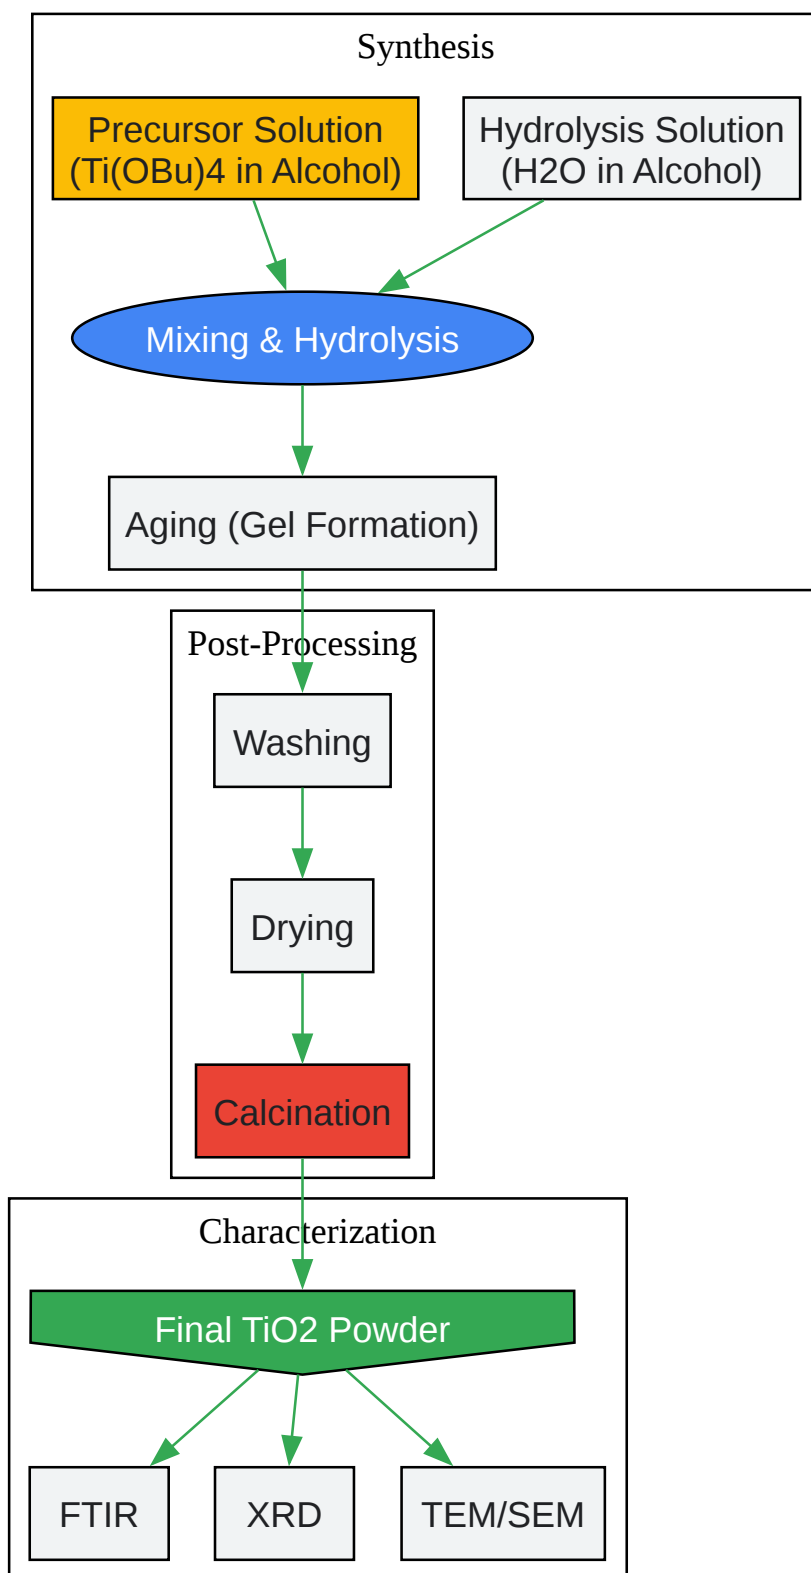 Synthesis
Precursor Solution
(Ti(OBu)4 in Alcohol)
Hydrolysis Solution
(H2O in Alcohol)
Mixing & Hydrolysis
Aging (Gel Formation)
Post-Processing
Washing
Drying
Calcination
Characterization
Final TiO2 Powder
FTIR
XRD
TEM/SEM